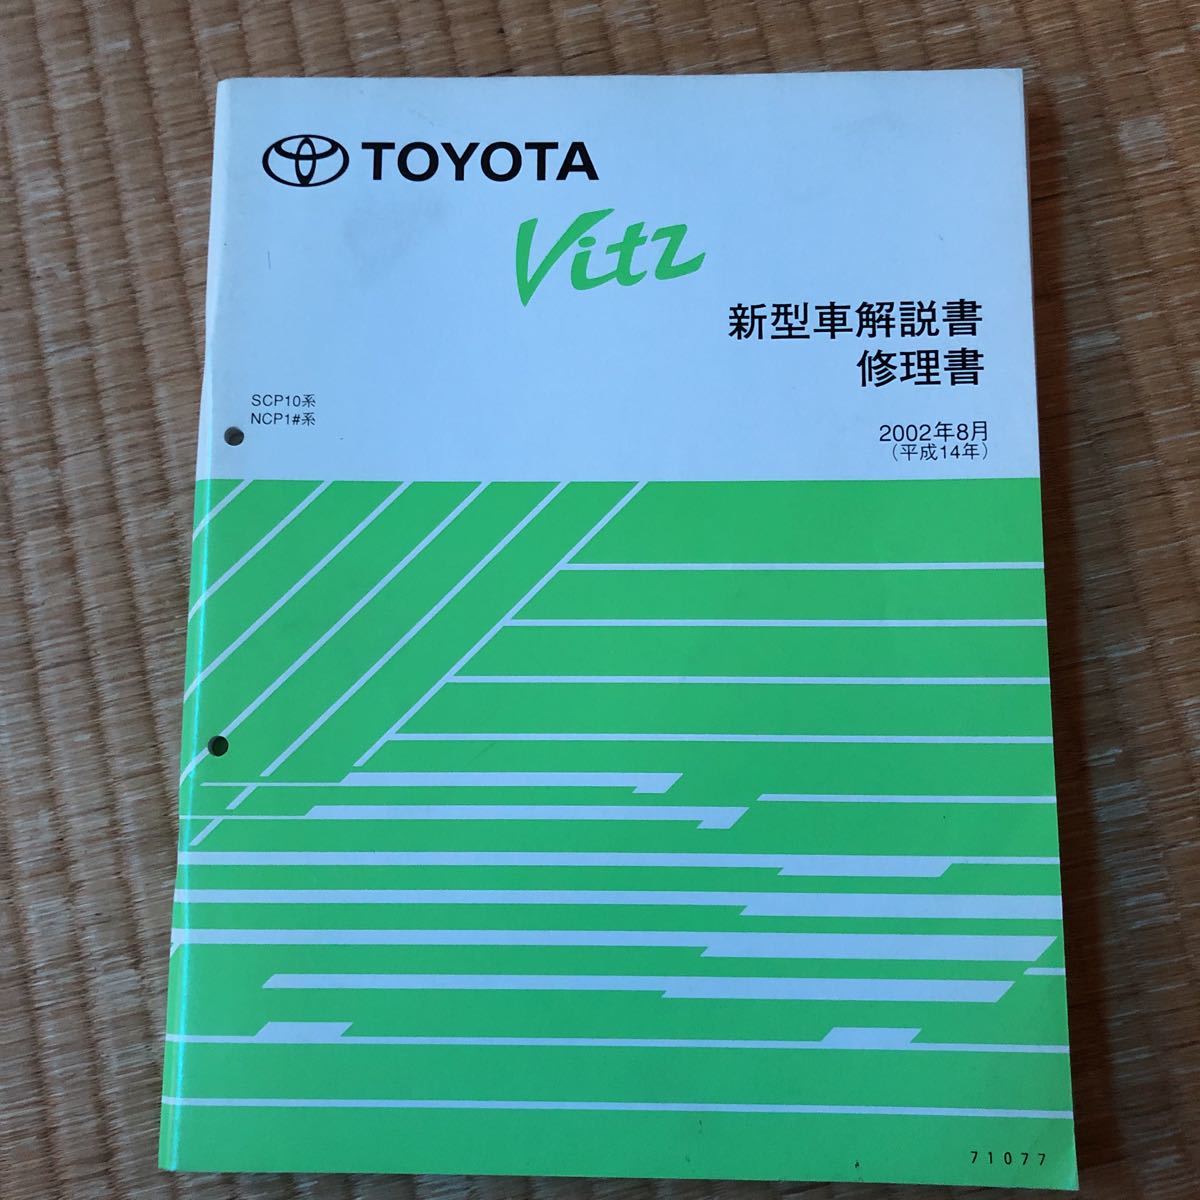 TOYOTA
Vitz
新型車解説書
修理書
SCP10系
NCP1#系
2002年8月
(平成14年)
71077